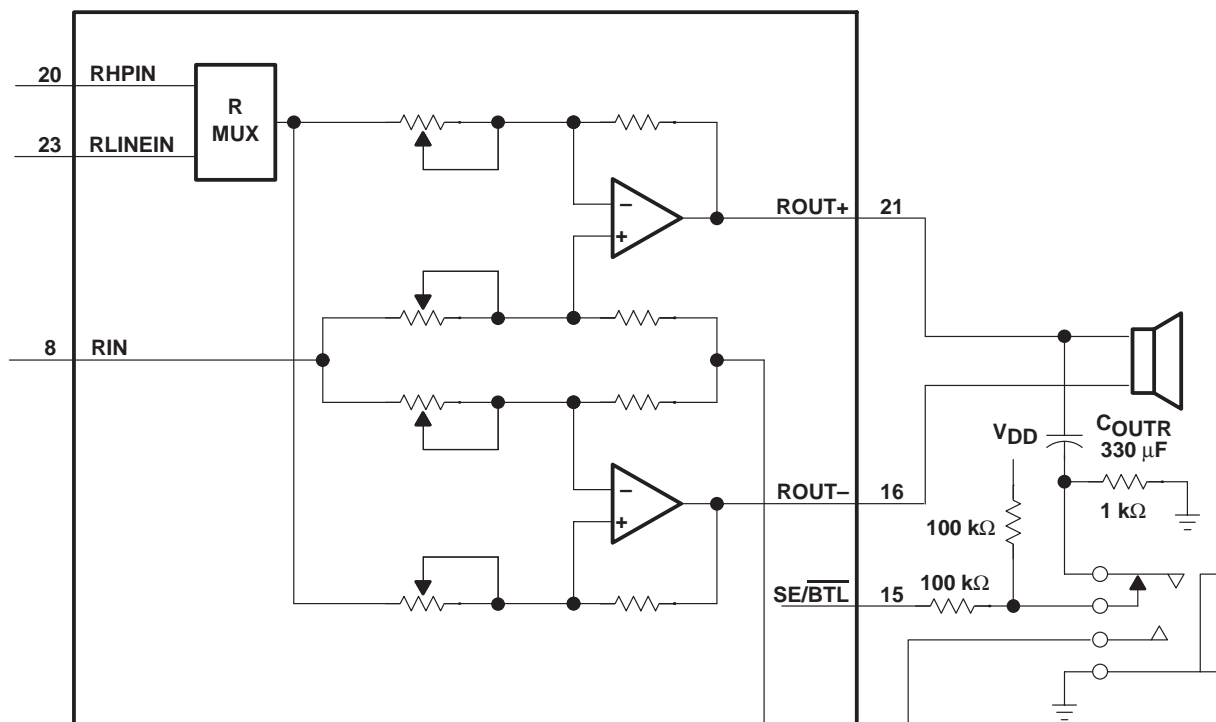 20 RHPIN
R
MUX
23 RLINEIN
−
+
ROUT+ 21
8 RIN
VDD
COUTR
330 μF
−
+
ROUT− 16
1 kΩ
100 kΩ
100 kΩ
SE/BTL 15